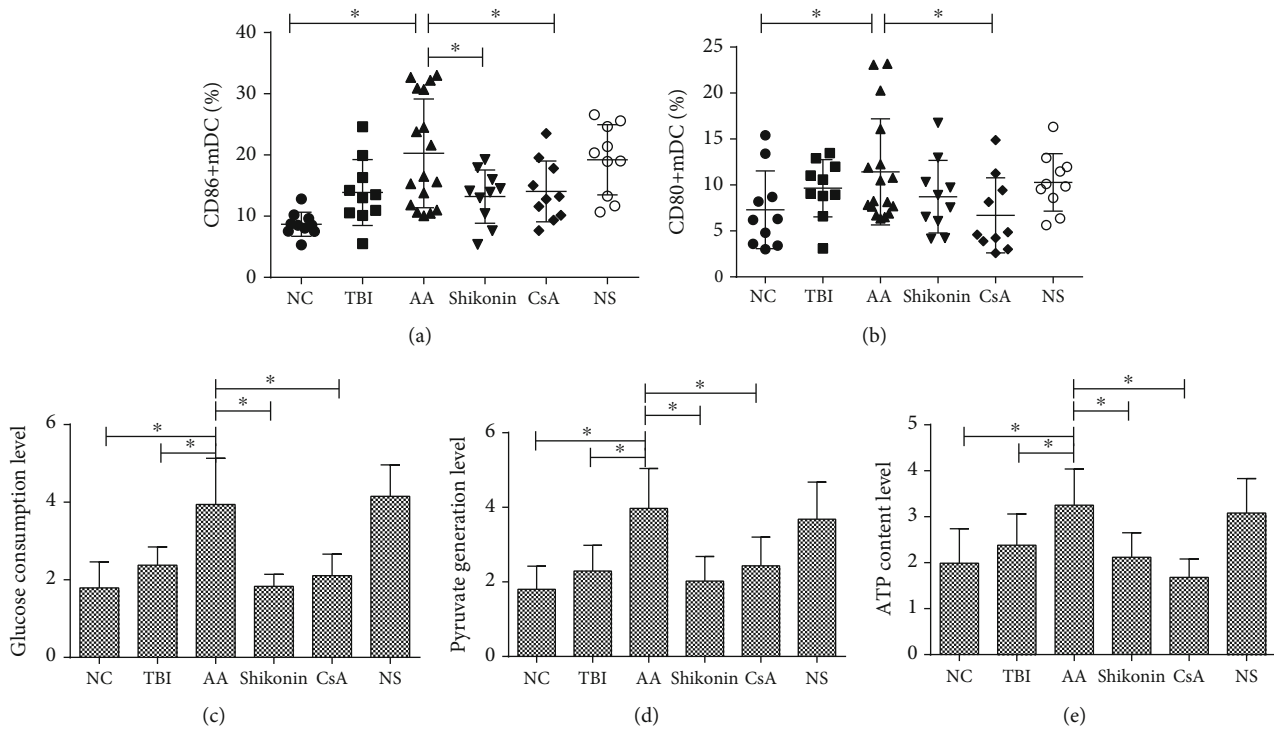 * *
*
CD86+mDC (%)
40
30
20
10
0
NC TBI AA Shikonin CsA NS
(a)
* *
CD80+mDC (%)
25
20
15
10
5
0
NC TBI AA Shikonin CsA NS
(b)
*
*
*
*
Glucose consumption level
6
4
2
0
NC TBI AA Shikonin CsA NS
(c)
*
*
*
*
Pyruvate generation level
6
4
2
0
NC TBI AA Shikonin CsA NS
(d)
*
*
*
*
ATP content level
5
4
3
2
1
0
NC TBI AA Shikonin CsA NS
(e)